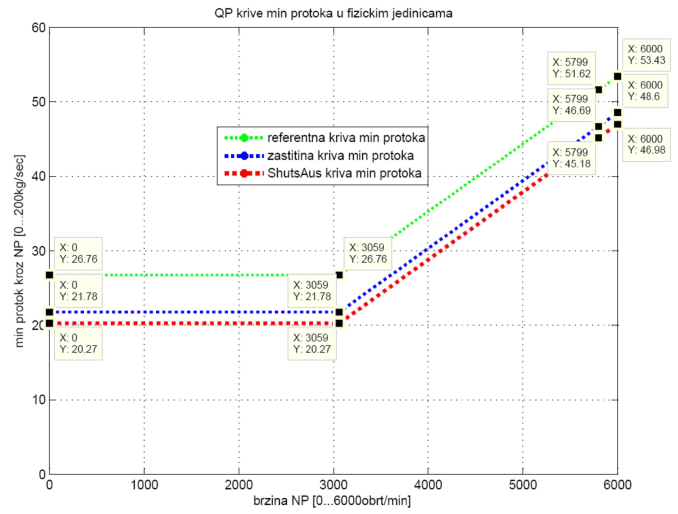 QP krive min protoka u fizickim jedinicama
60
50
40
30
20
10
0
min protok kroz NP [0...200kg/sec]
X: 5799
Y: 51.62
X: 6000
Y: 53.43
X: 5799
Y: 46.69
X: 6000
Y: 48.6
X: 5799
Y: 45.18
X: 6000
Y: 46.98
referentna kriva min protoka
zastitina kriva min protoka
ShutsAus kriva min protoka
X: 0
Y: 26.76
X: 3059
Y: 26.76
X: 0
Y: 21.78
X: 3059
Y: 21.78
X: 0
Y: 20.27
X: 3059
Y: 20.27
0
1000
2000
3000
4000
5000
6000
brzina NP [0...6000obrt/min]